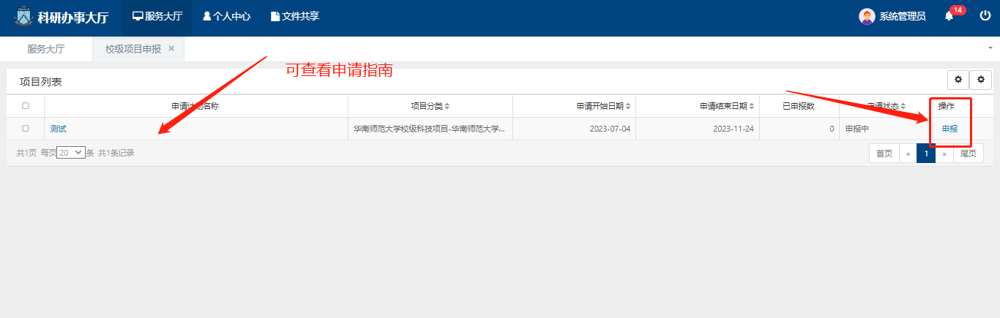 科研办事大厅 服务大厅 个人中心 文件共享 系统管理员 14
服务大厅 校级项目申报 ×
可查看申请指南
项目列表
申请计划名称 项目分类 申请开始日期 申请结束日期 已申报数 申请状态 操作
测试 华南师范大学校级科技项目-华南师范大学... 2023-07-04 2023-11-24 0 申报中 申报
共1页 每页 20 条 共1条记录 首页 « 1 » 尾页